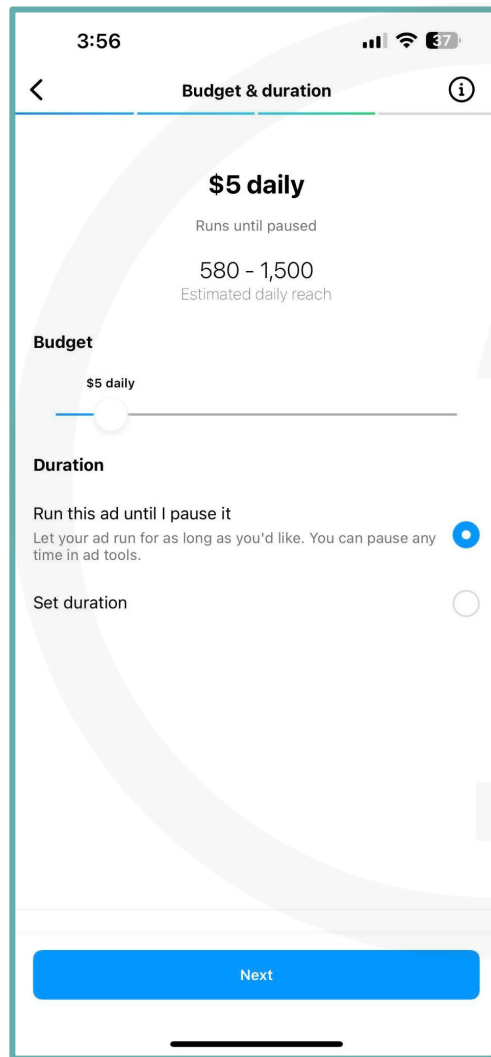 3:56
37
Budget & duration
$5 daily
Runs until paused
580 - 1,500
Estimated daily reach
Budget
$5 daily
Duration
Run this ad until I pause it
Let your ad run for as long as you'd like. You can pause any
time in ad tools.
Set duration
Next